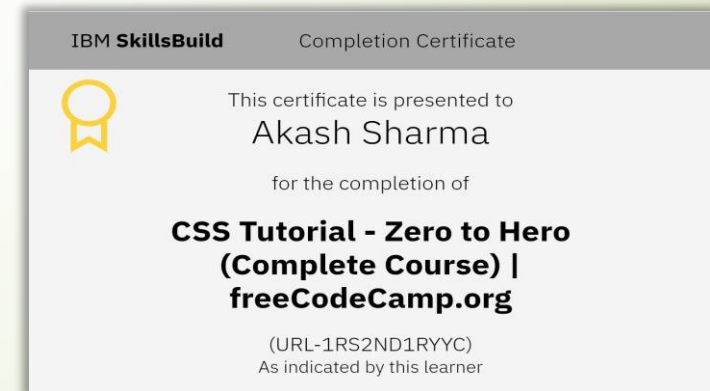 IBM SkillsBuild Completion Certificate
This certificate is presented to
Akash Sharma
for the completion of
CSS Tutorial - Zero to Hero
(Complete Course) |
freeCodeCamp.org
(URL-1RS2ND1RYYC)
As indicated by this learner